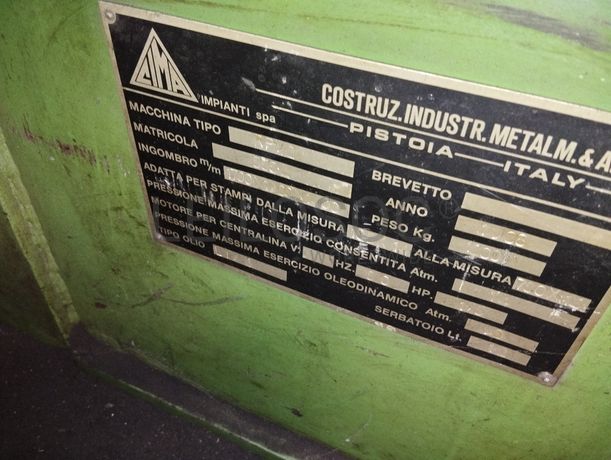 CIMA
IMPIANTI spa
COSTRUZ. INDUSTR. METALM. &
PISTOIA ITALY
MACCHINA TIPO BREVETTO
MATRICOLA ANNO
INGOMBRO m/m PESO Kg.
ADATTA PER STAMPI DALLA MISURA ALLA MISURA
PRESSIONE MASSIMA ESERCIZIO CONSENTITA Atm.
MOTORE PER CENTRALINA V. HZ. HP.
PRESSIONE MASSIMA ESERCIZIO OLEODINAMICO Atm.
TIPO OLIO SERBATOIO Lt.